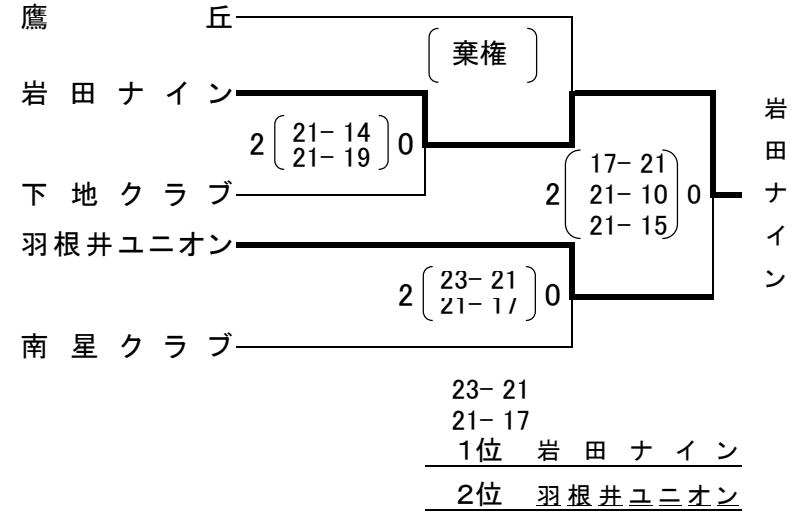 鷹丘
棄権
岩田ナイン
岩田ナイン
2 21-14 0
21-19
17-21
下地クラブ
2 21-10 0
21-15
羽根井ユニオン
2 23-21 0
21-17
南星クラブ
23-21
21-17
1位 岩田ナイン
2位 羽根井ユニオン